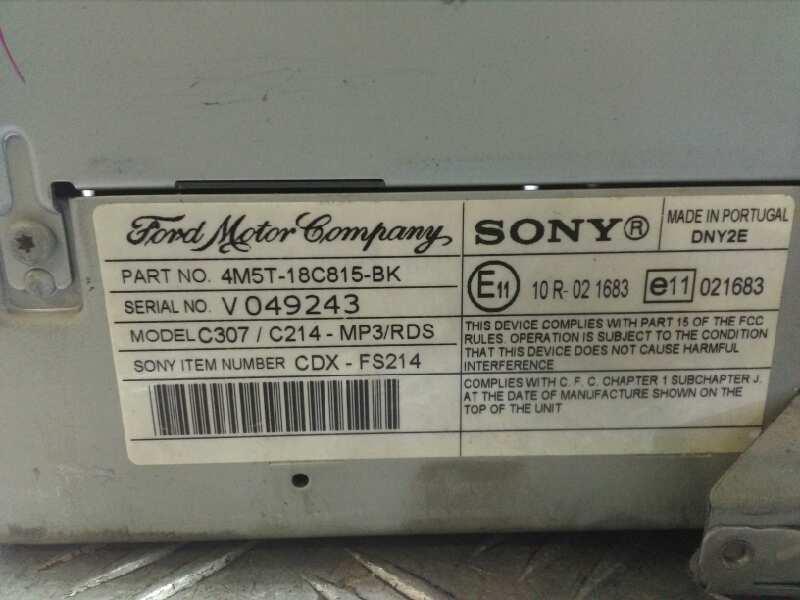 Ford Motor Company
PART NO. 4M5T-18C815-BK
SERIAL NO. V 049243
MODEL C307 / C214 - MP3/RDS
SONY ITEM NUMBER CDX - FS214
SONY®
MADE IN PORTUGAL
DNY2E
E11 10 R- 02 1683 e11 021683
THIS DEVICE COMPLIES WITH PART 15 OF THE FCC
RULES. OPERATION IS SUBJECT TO THE CONDITION
THAT THIS DEVICE DOES NOT CAUSE HARMFUL
INTERFERENCE
COMPLIES WITH C. F. C. CHAPTER 1 SUBCHAPTER J.
AT THE DATE OF MANUFACTURE SHOWN ON THE
TOP OF THE UNIT